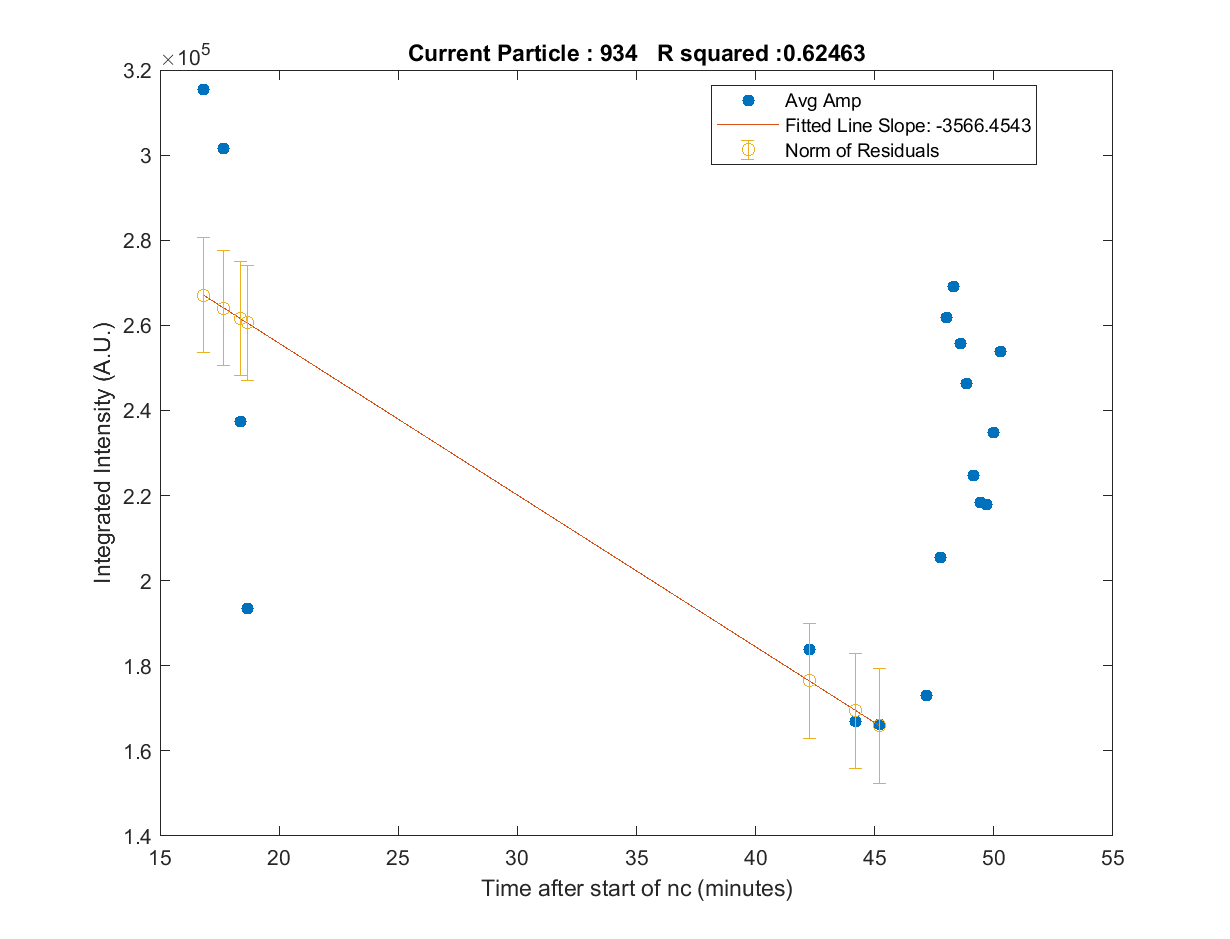 Current Particle : 934 R squared :0.62463
×10^5
3.2
3
2.8
2.6
2.4
2.2
2
1.8
1.6
1.4
Integrated Intensity (A.U.)
Avg Amp
Fitted Line Slope: -3566.4543
Norm of Residuals
15 20 25 30 35 40 45 50 55
Time after start of nc (minutes)